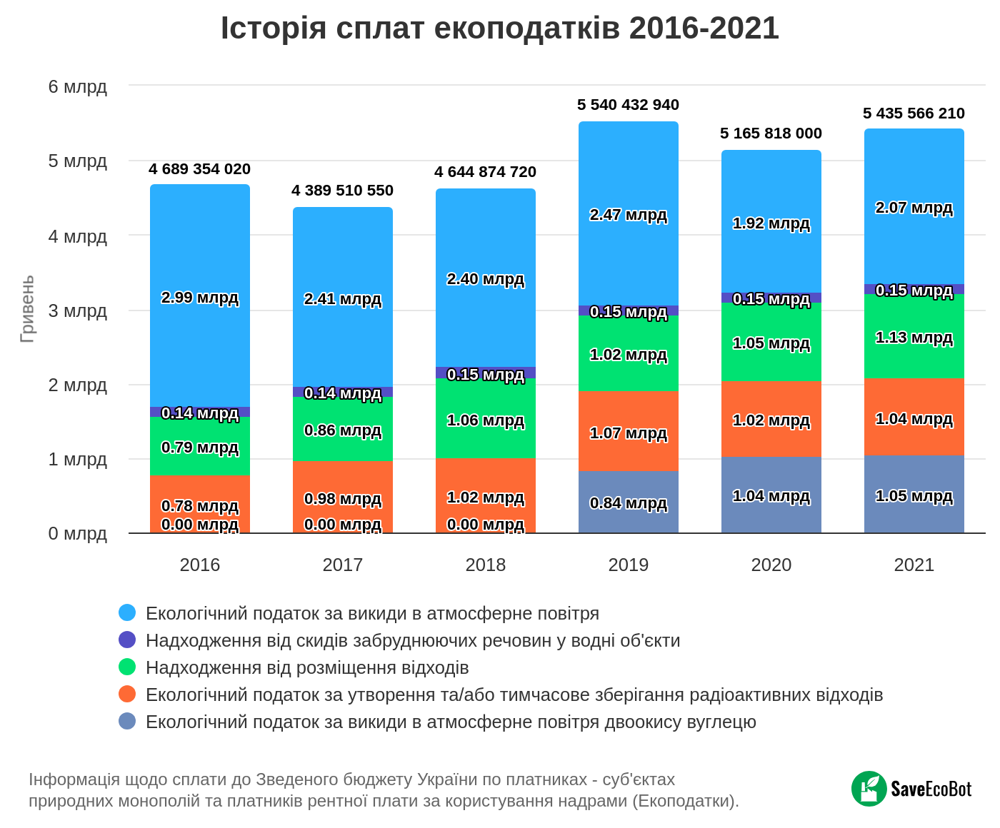 Історія сплат екоподатків 2016-2021
6 млрд
5 млрд
4 млрд
3 млрд
2 млрд
1 млрд
0 млрд
Гривень
4 689 354 020
2.99 млрд
0.14 млрд
0.79 млрд
0.78 млрд
0.00 млрд
4 389 510 550
2.41 млрд
0.14 млрд
0.86 млрд
0.98 млрд
0.00 млрд
4 644 874 720
2.40 млрд
0.15 млрд
1.06 млрд
1.02 млрд
0.00 млрд
5 540 432 940
2.47 млрд
0.15 млрд
1.02 млрд
1.07 млрд
0.84 млрд
5 165 818 000
1.92 млрд
0.15 млрд
1.05 млрд
1.02 млрд
1.04 млрд
5 435 566 210
2.07 млрд
0.15 млрд
1.13 млрд
1.04 млрд
1.05 млрд
2016 2017 2018 2019 2020 2021
Екологічний податок за викиди в атмосферне повітря
Надходження від скидів забруднюючих речовин у водні об'єкти
Надходження від розміщення відходів
Екологічний податок за утворення та/або тимчасове зберігання радіоактивних відходів
Екологічний податок за викиди в атмосферне повітря двоокису вуглецю
Інформація щодо сплати до Зведеного бюджету України по платниках - суб'єктах
природних монополій та платників рентної плати за користування надрами (Екоподатки).
SaveEcoBot